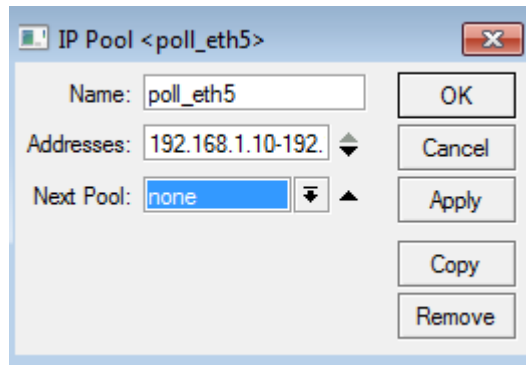 IP Pool <poll_eth5>
Name: poll_eth5 OK
Addresses: 192.168.1.10-192. Cancel
Next Pool: none Apply
Copy
Remove